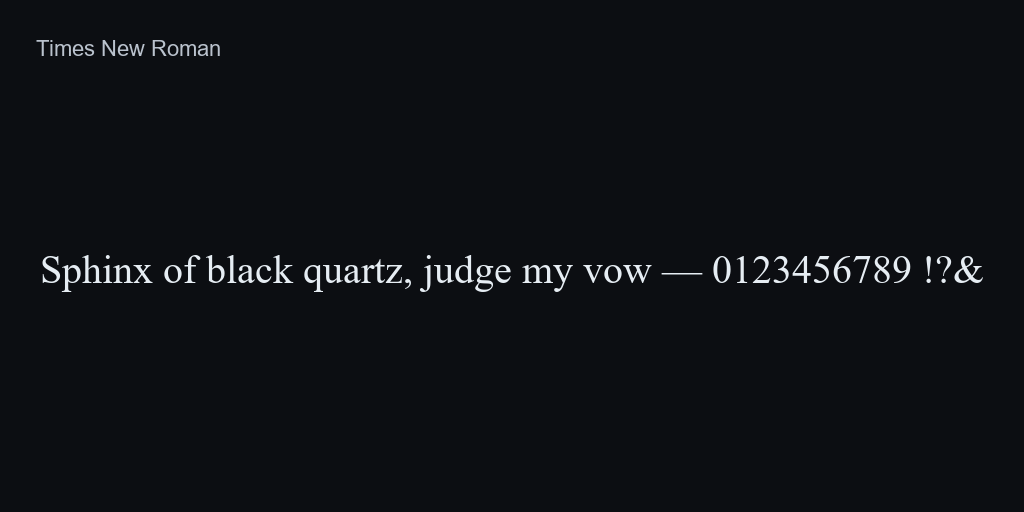 Times New Roman
Sphinx of black quartz, judge my vow — 0123456789 !?&